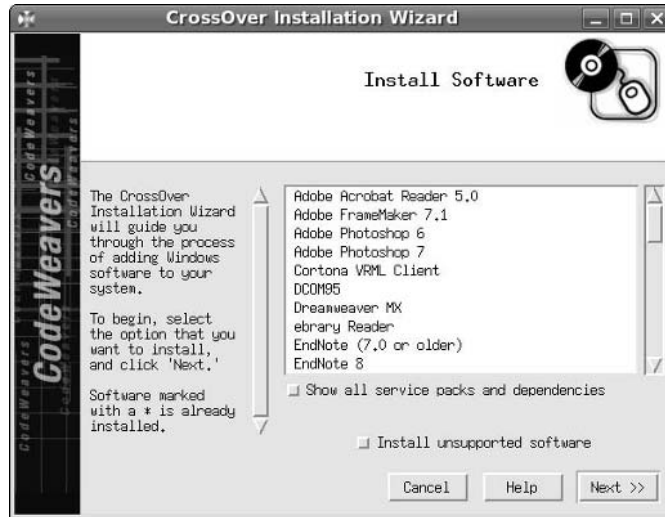 CrossOver Installation Wizard
Install Software
CodeWeavers
The CrossOver
Installation Wizard
will guide you
through the process
of adding Windows
software to your
system.
To begin, select
the option that you
want to install,
and click 'Next.'
Software marked
with a * is already
installed.
Adobe Acrobat Reader 5.0
Adobe FrameMaker 7.1
Adobe Photoshop 6
Adobe Photoshop 7
Cortona VRML Client
DCOM95
Dreamweaver MX
ebrary Reader
EndNote (7.0 or older)
EndNote 8
Show all service packs and dependencies
Install unsupported software
Cancel
Help
Next >>